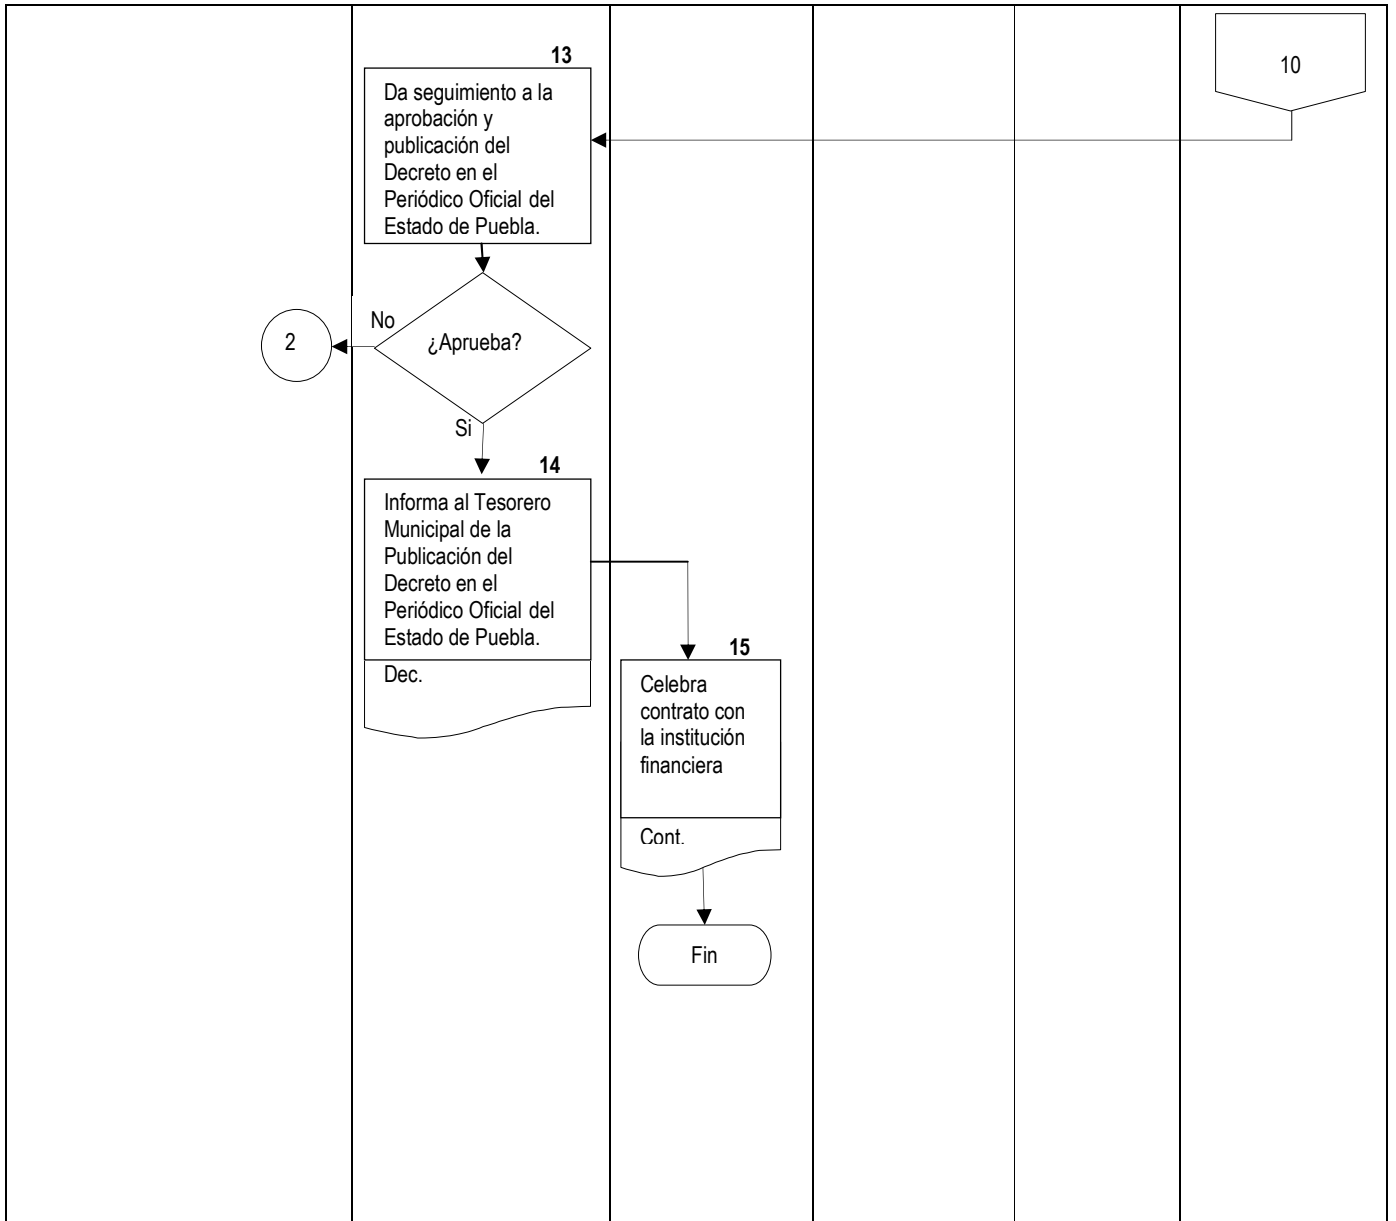 10
13
Da seguimiento a la
aprobación y
publicación del
Decreto en el
Periódico Oficial del
Estado de Puebla.
No
¿Aprueba?
2
Si
14
Informa al Tesorero
Municipal de la
Publicación del
Decreto en el
Periódico Oficial del
Estado de Puebla.
Dec.
15
Celebra
contrato con
la institución
financiera
Cont.
Fin